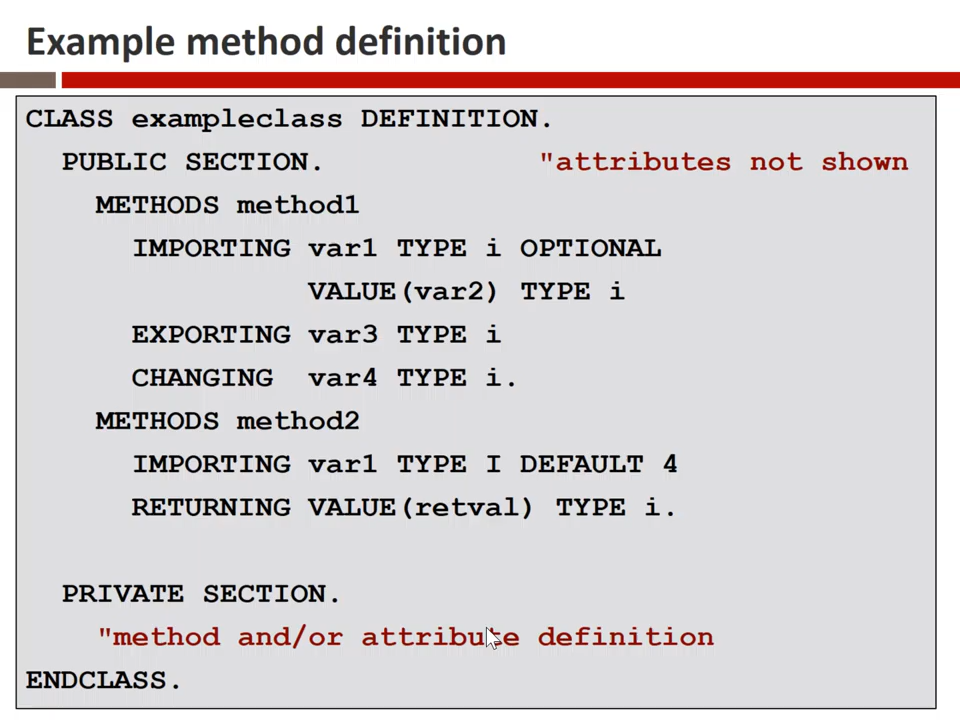 Example method definition
CLASS exampleclass DEFINITION.
PUBLIC SECTION. "attributes not shown
METHODS method1
IMPORTING var1 TYPE i OPTIONAL
VALUE(var2) TYPE i
EXPORTING var3 TYPE i
CHANGING var4 TYPE i.
METHODS method2
IMPORTING var1 TYPE I DEFAULT 4
RETURNING VALUE(retval) TYPE i.
PRIVATE SECTION.
"method and/or attribute definition
ENDCLASS.